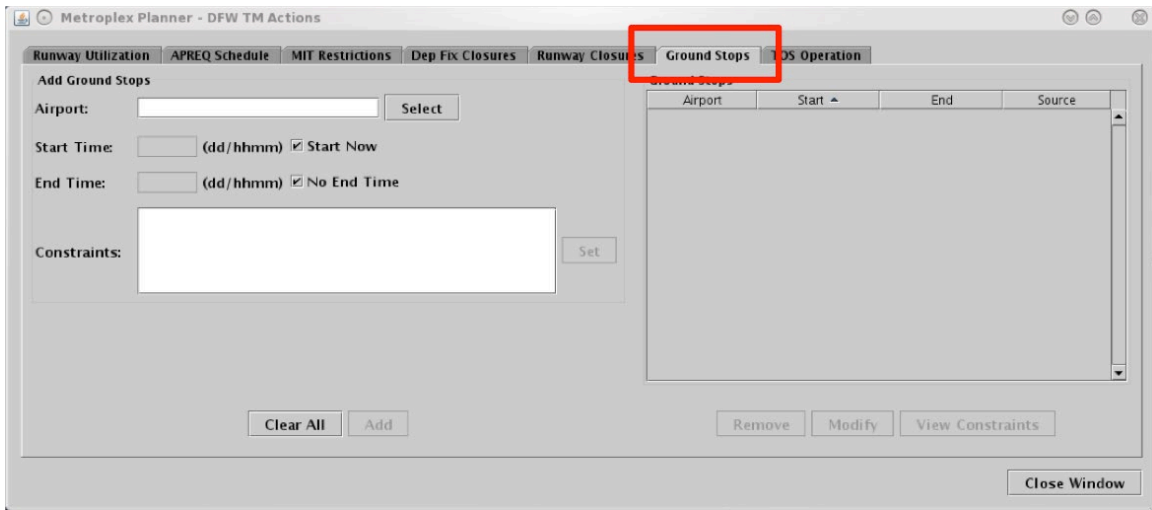 Metroplex Planner - DFW TM Actions
Runway Utilization APREQ Schedule MIT Restrictions Dep Fix Closures Runway Closures Ground Stops TOS Operation
Add Ground Stops
Airport: Select
Start Time: (dd/hhmm) Start Now
End Time: (dd/hhmm) No End Time
Constraints: Set
Clear All Add
Ground Stops
Airport Start End Source
Remove Modify View Constraints
Close Window